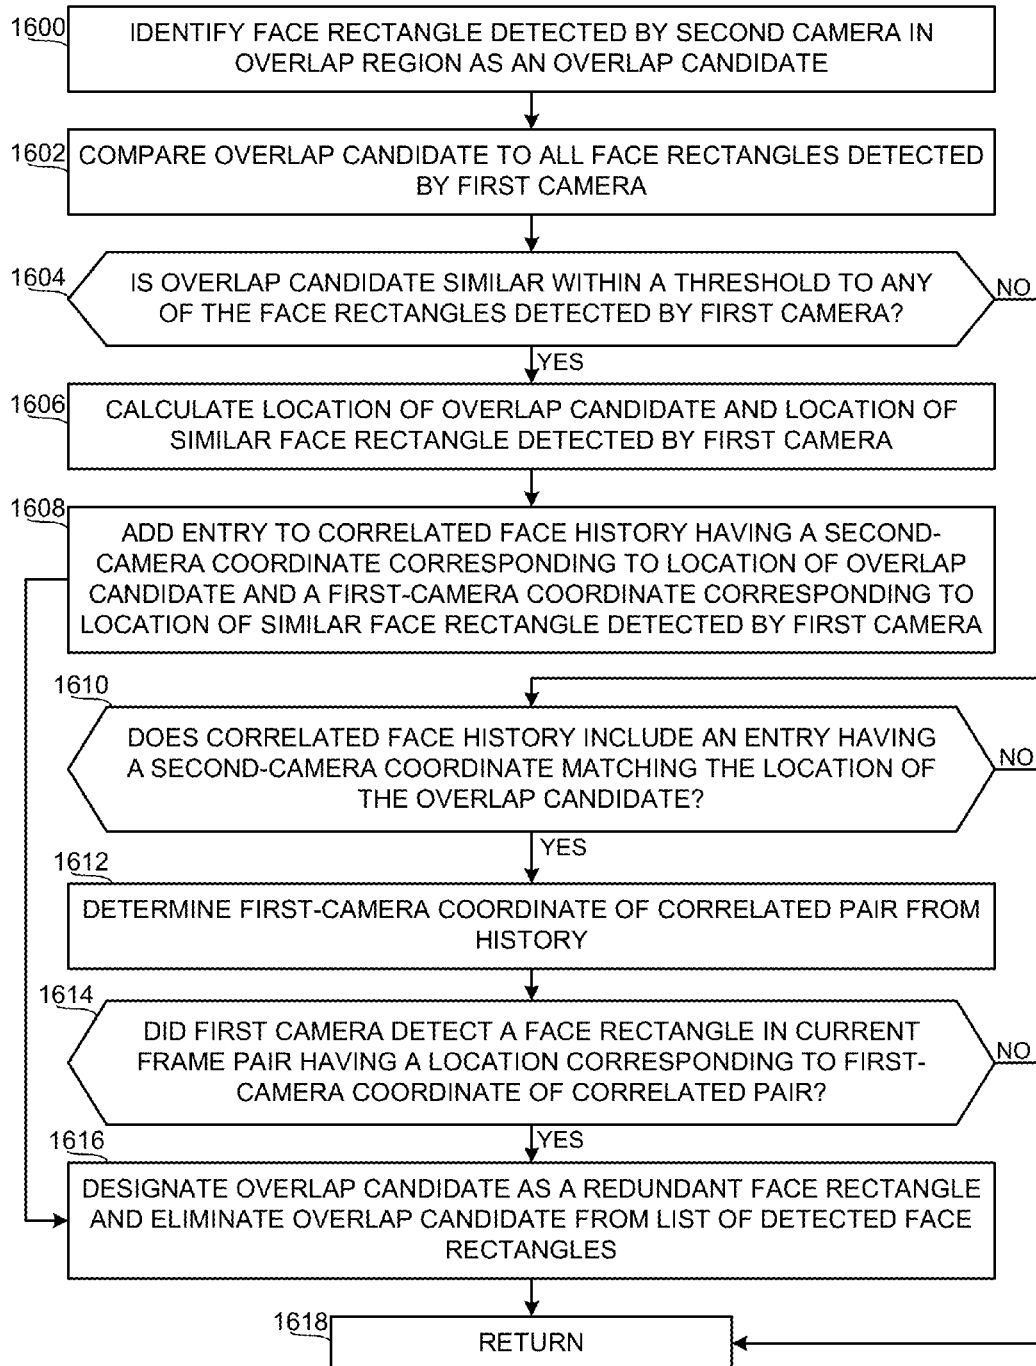 1600
IDENTIFY FACE RECTANGLE DETECTED BY SECOND CAMERA IN
OVERLAP REGION AS AN OVERLAP CANDIDATE
1602
COMPARE OVERLAP CANDIDATE TO ALL FACE RECTANGLES DETECTED
BY FIRST CAMERA
1604
IS OVERLAP CANDIDATE SIMILAR WITHIN A THRESHOLD TO ANY
OF THE FACE RECTANGLES DETECTED BY FIRST CAMERA?
NO
YES
1606
CALCULATE LOCATION OF OVERLAP CANDIDATE AND LOCATION OF
SIMILAR FACE RECTANGLE DETECTED BY FIRST CAMERA
1608
ADD ENTRY TO CORRELATED FACE HISTORY HAVING A SECOND-
CAMERA COORDINATE CORRESPONDING TO LOCATION OF OVERLAP
CANDIDATE AND A FIRST-CAMERA COORDINATE CORRESPONDING TO
LOCATION OF SIMILAR FACE RECTANGLE DETECTED BY FIRST CAMERA
1610
DOES CORRELATED FACE HISTORY INCLUDE AN ENTRY HAVING
A SECOND-CAMERA COORDINATE MATCHING THE LOCATION OF
THE OVERLAP CANDIDATE?
NO
YES
1612
DETERMINE FIRST-CAMERA COORDINATE OF CORRELATED PAIR FROM
HISTORY
1614
DID FIRST CAMERA DETECT A FACE RECTANGLE IN CURRENT
FRAME PAIR HAVING A LOCATION CORRESPONDING TO FIRST-
CAMERA COORDINATE OF CORRELATED PAIR?
NO
YES
1616
DESIGNATE OVERLAP CANDIDATE AS A REDUNDANT FACE RECTANGLE
AND ELIMINATE OVERLAP CANDIDATE FROM LIST OF DETECTED FACE
RECTANGLES
1618
RETURN